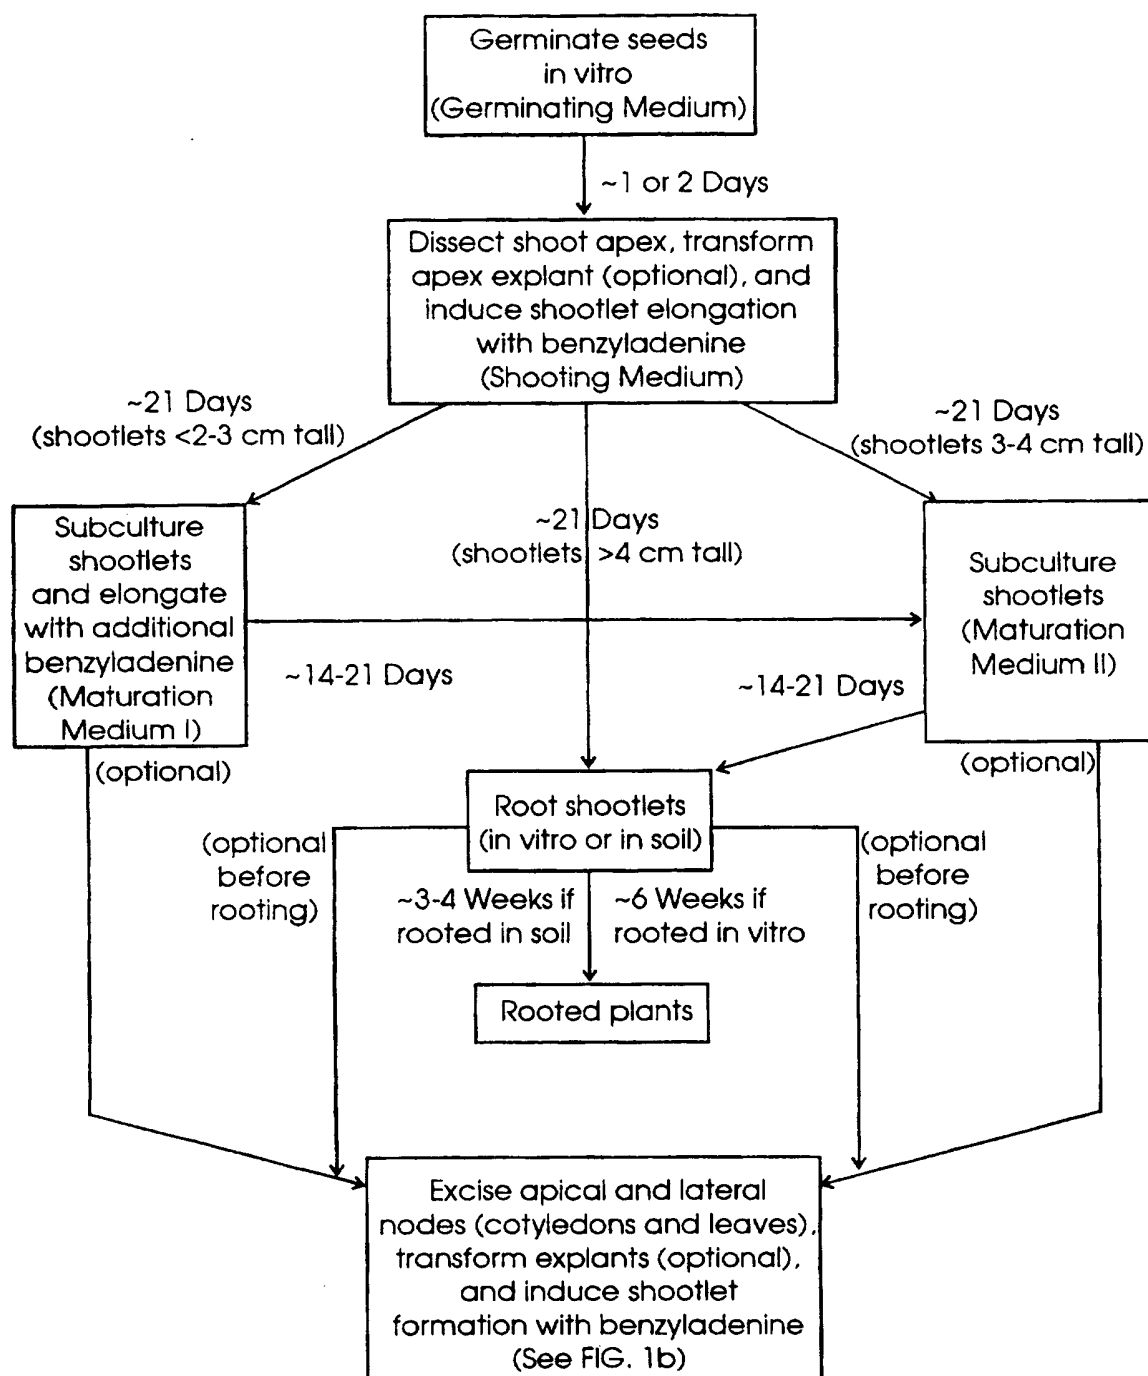 Germinate seeds
in vitro
(Germinating Medium)
~1 or 2 Days
Dissect shoot apex, transform
apex explant (optional), and
induce shootlet elongation
with benzyladenine
(Shooting Medium)
~21 Days
(shootlets <2-3 cm tall)
~21 Days
(shootlets 3-4 cm tall)
~21 Days
(shootlets >4 cm tall)
Subculture
shootlets
and elongate
with additional
benzyladenine
(Maturation
Medium I)
Subculture
shootlets
(Maturation
Medium II)
~14-21 Days
~14-21 Days
(optional)
(optional)
Root shootlets
(in vitro or in soil)
(optional
before
rooting)
(optional
before
rooting)
~3-4 Weeks if
rooted in soil
~6 Weeks if
rooted in vitro
Rooted plants
Excise apical and lateral
nodes (cotyledons and leaves),
transform explants (optional),
and induce shootlet
formation with benzyladenine
(See FIG. 1b)